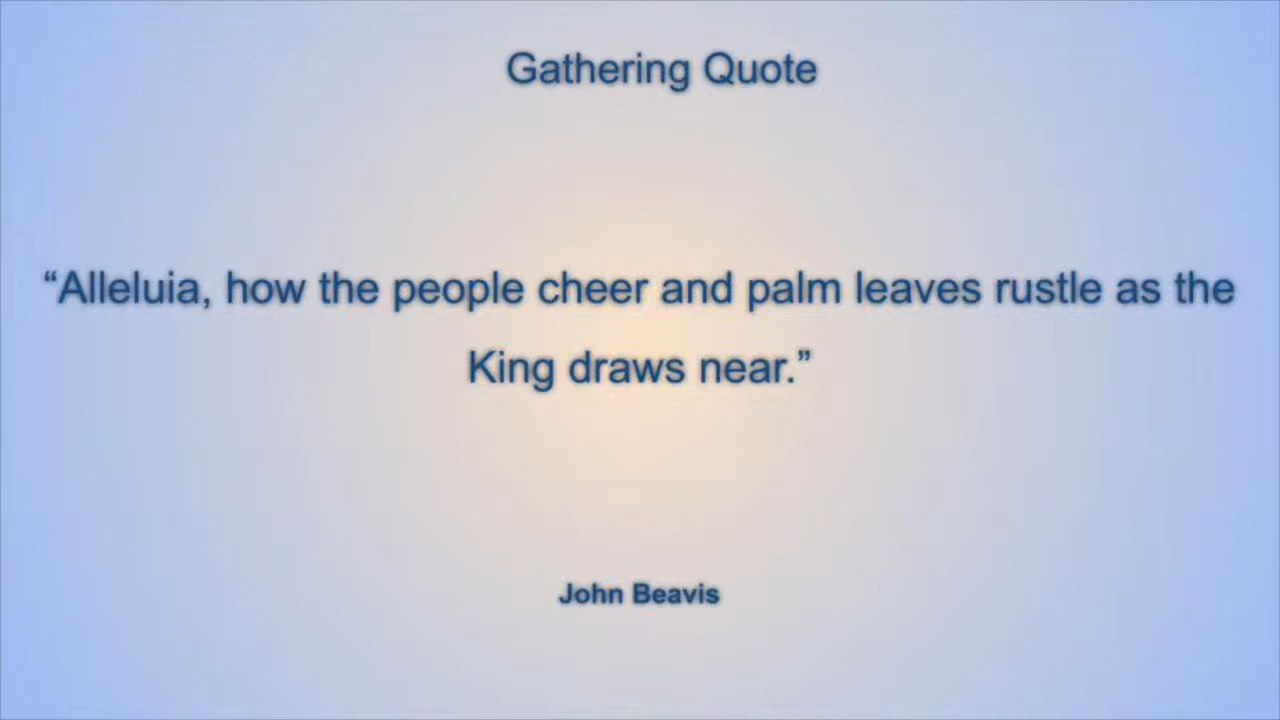 Gathering Quote
“Alleluia, how the people cheer and palm leaves rustle as the
King draws near.”
John Beavis